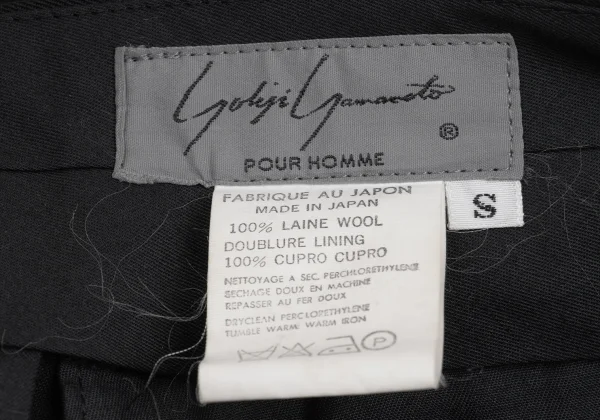 Yohji Yamamoto
®
POUR HOMME
S
FABRIQUE AU JAPON
MADE IN JAPAN
100% LAINE WOOL
DOUBLURE LINING
100% CUPRO CUPRO
NETTOYAGE A SEC. PERCHLORETHYLENE
SECHAGE DOUX EN MACHINE
REPASSER AU FER DOUX
DRYCLEAN PERCLORETHYLENE
TUMBLE WARM: WARM IRON
P